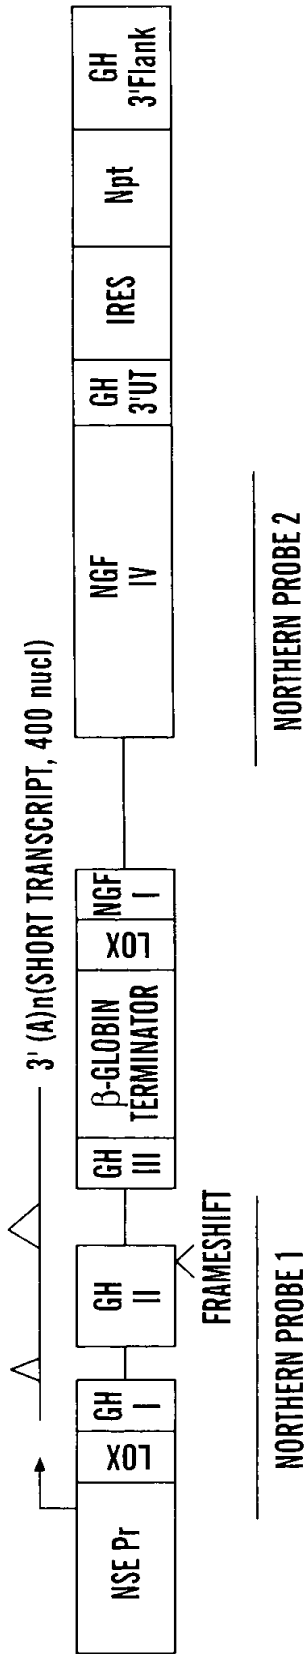 3' (A)n(SHORT TRANSCRIPT, 400 nucl)
NSE Pr
LOX
GH
I
GH
II
GH
III
β-GLOBIN
TERMINATOR
LOX
NGF
I
NGF
IV
GH
3'UT
IRES
Npt
GH
3'Flank
FRAMESHIFT
NORTHERN PROBE 1
NORTHERN PROBE 2